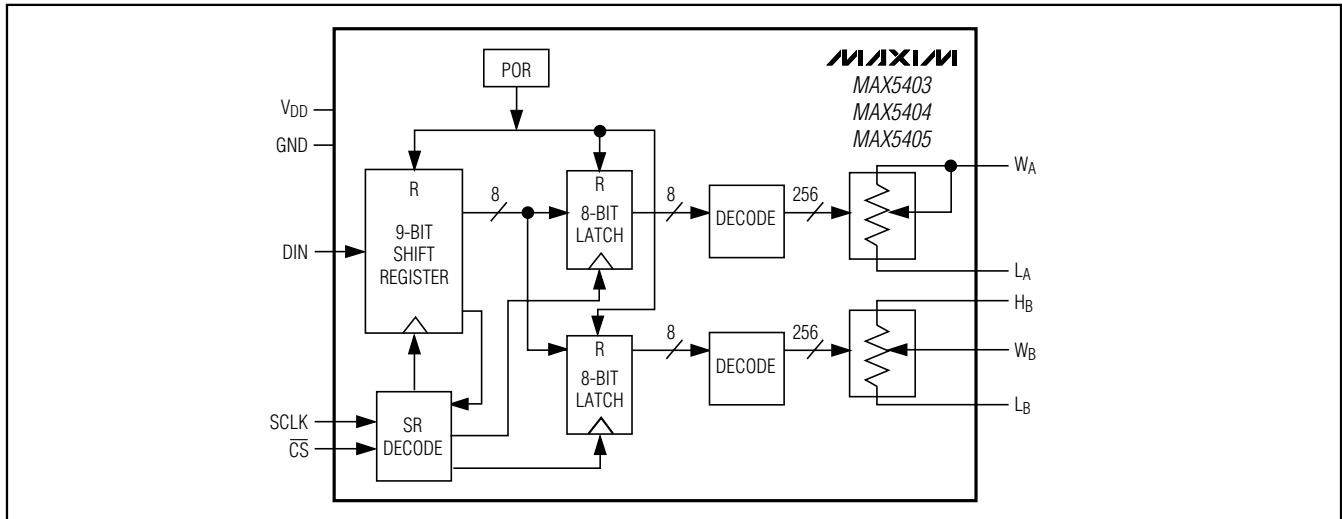 MAXIM
MAX5403
MAX5404
MAX5405
POR
VDD
GND
DIN
SCLK
CS
R
9-BIT
SHIFT
REGISTER
SR
DECODE
8
R
8-BIT
LATCH
8
DECODE
256
WA
LA
R
8-BIT
LATCH
8
DECODE
256
HB
WB
LB